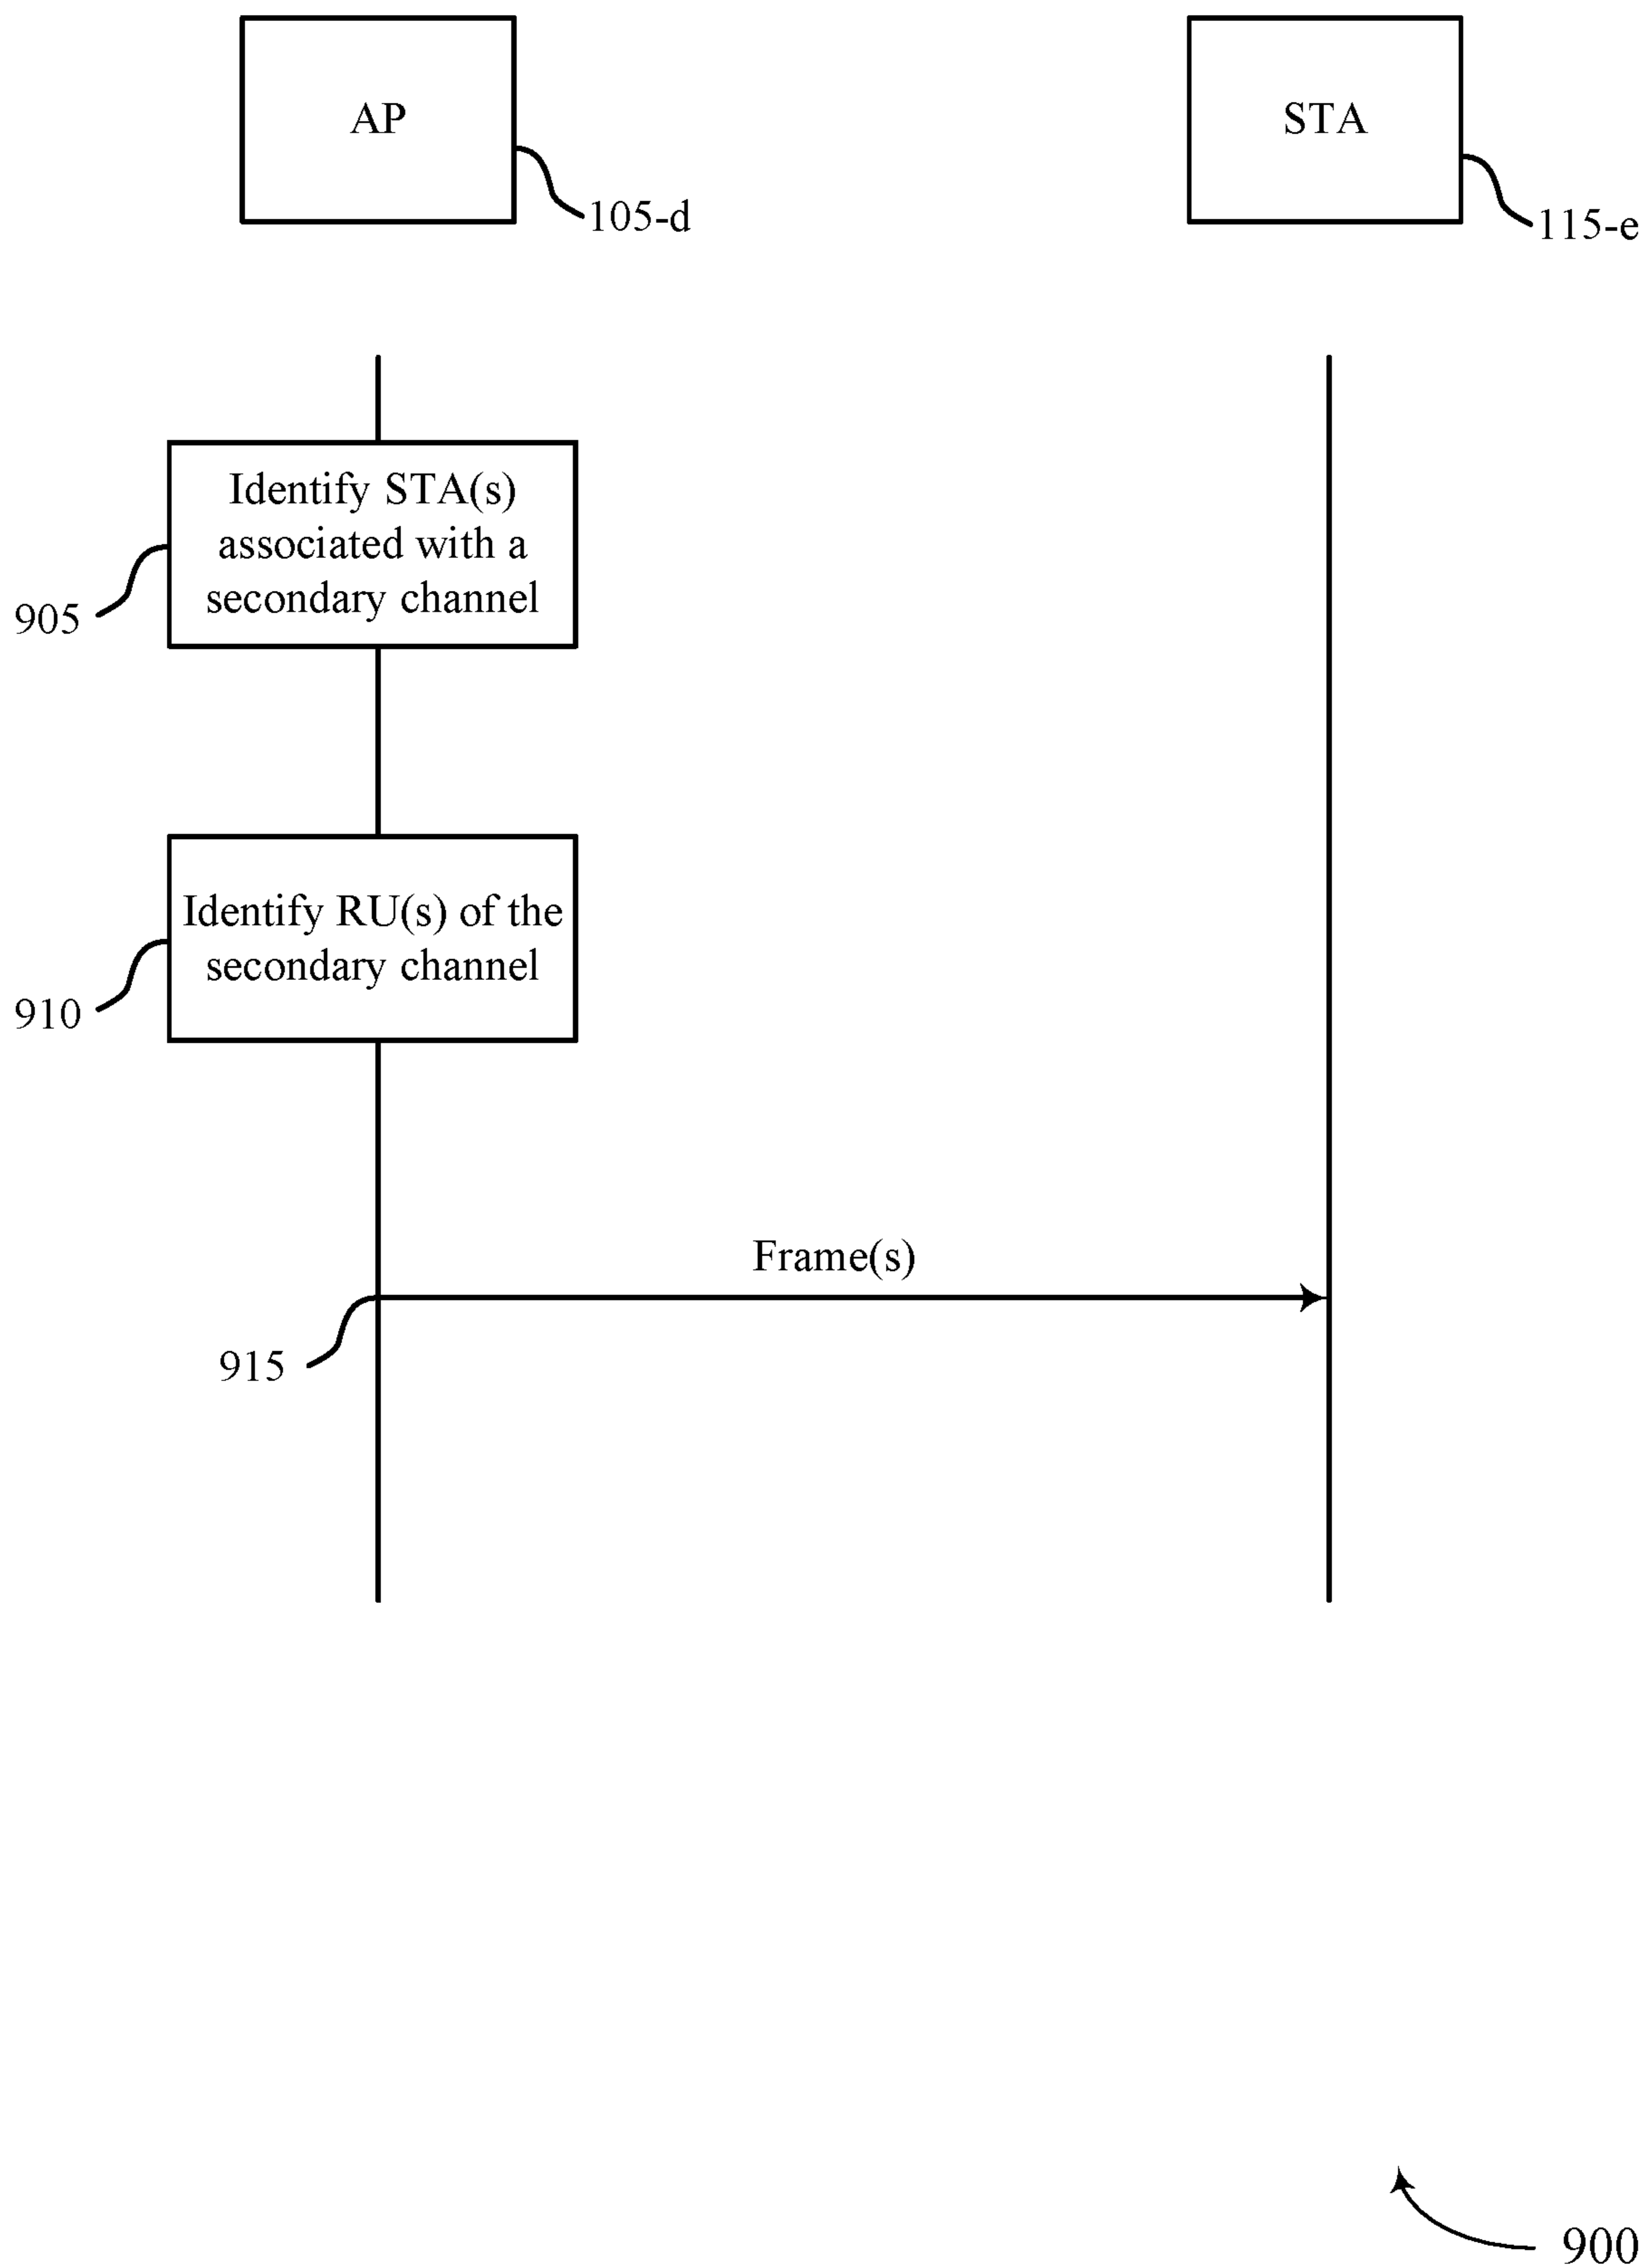 AP
STA
105-d
115-e
Identify STA(s)
associated with a
secondary channel
905
Identify RU(s) of the
secondary channel
910
Frame(s)
915
900